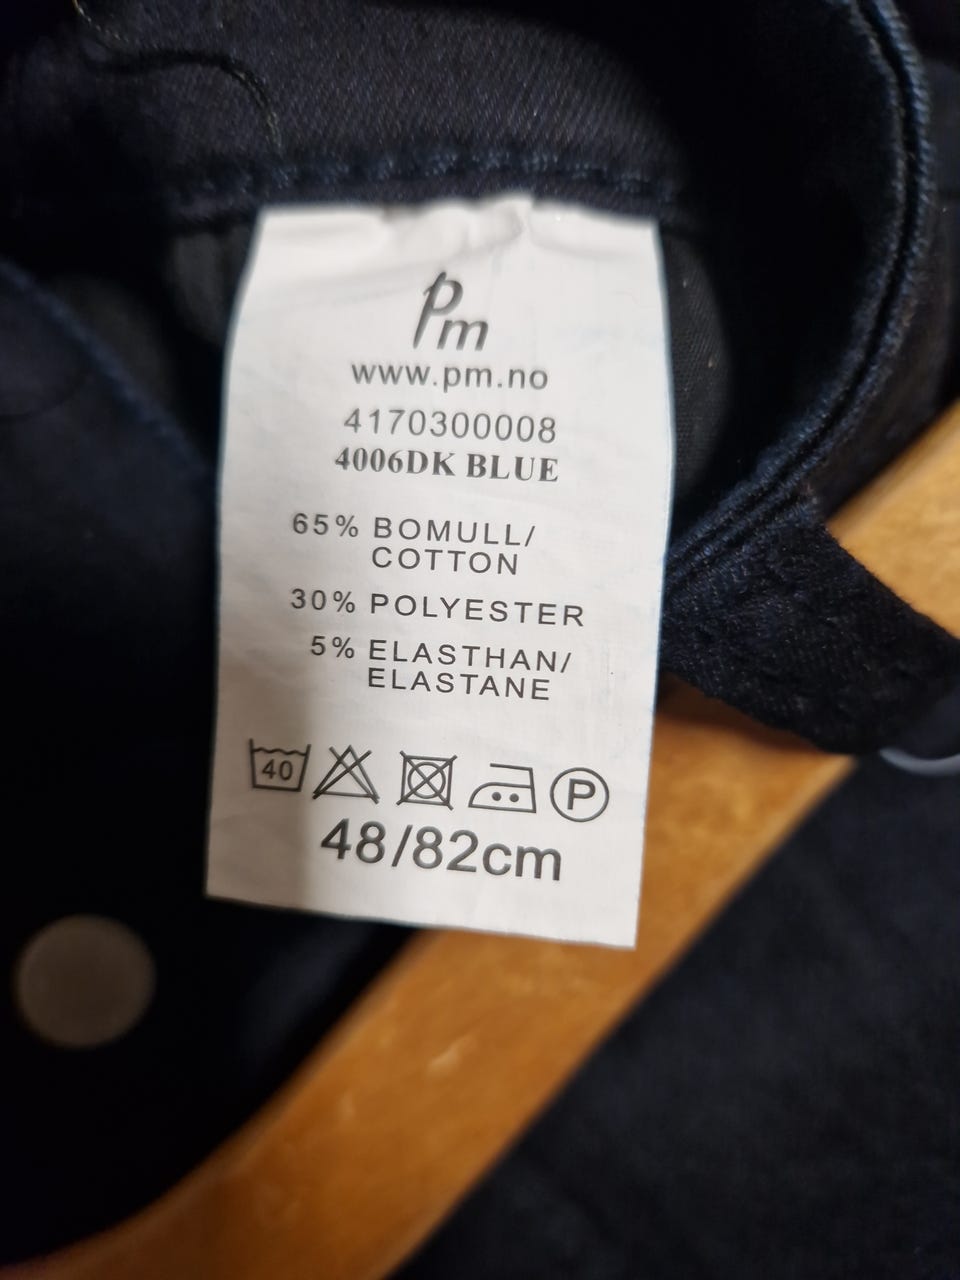 Pm
www.pm.no
4170300008
4006DK BLUE
65% BOMULL/
COTTON
30% POLYESTER
5% ELASTHAN/
ELASTANE
40 P
48/82cm